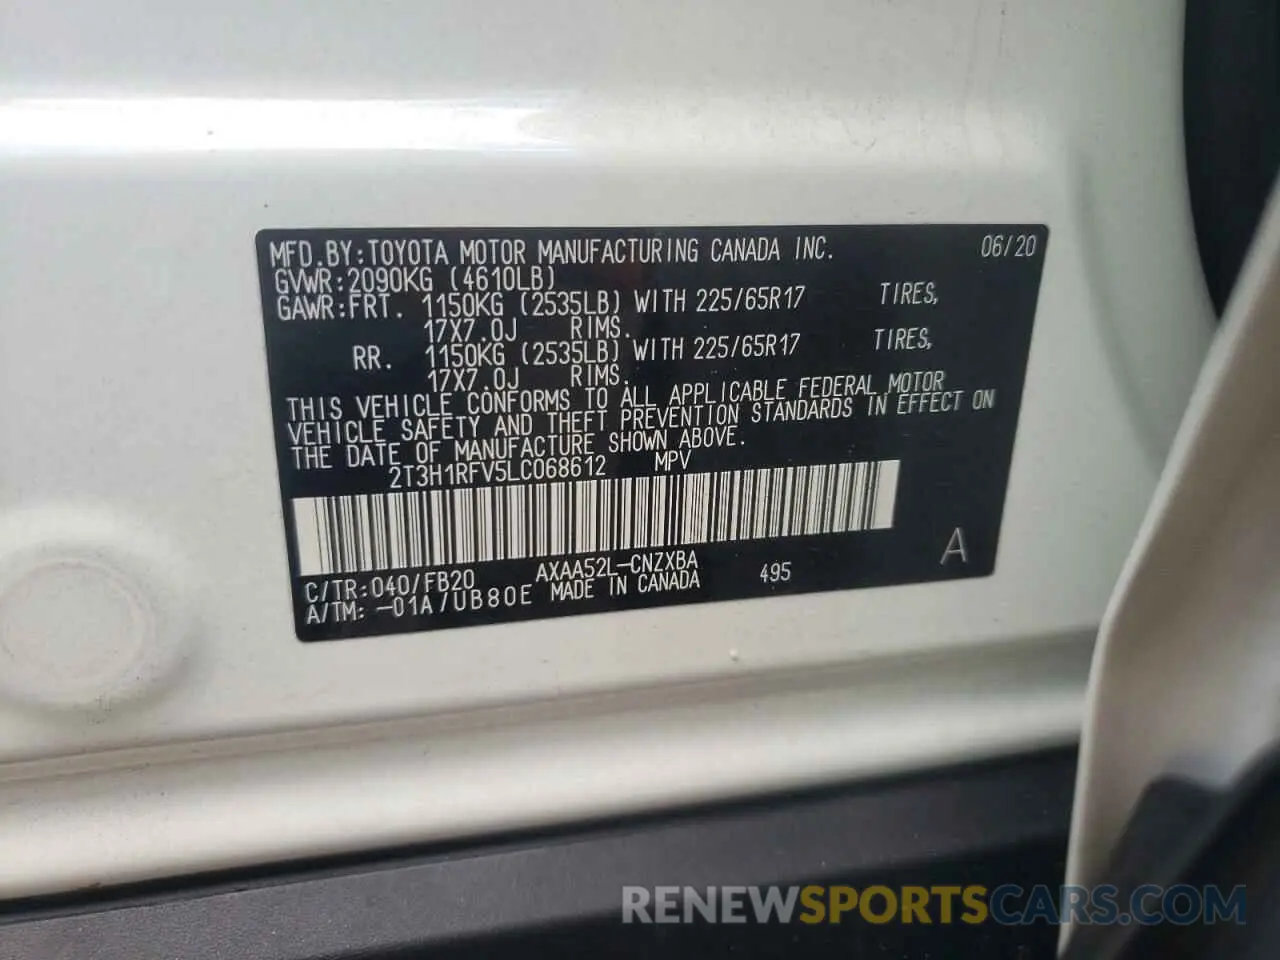 MFD.BY:TOYOTA MOTOR MANUFACTURING CANADA INC. 06/20
GVWR:2090KG (4610LB)
GAWR:FRT. 1150KG (2535LB) WITH 225/65R17 TIRES,
17X7.0J RIMS.
RR. 1150KG (2535LB) WITH 225/65R17 TIRES,
17X7.0J RIMS.
THIS VEHICLE CONFORMS TO ALL APPLICABLE FEDERAL MOTOR
VEHICLE SAFETY AND THEFT PREVENTION STANDARDS IN EFFECT ON
THE DATE OF MANUFACTURE SHOWN ABOVE.
2T3H1RFV5LC068612 MPV
A
C/TR:040/FB20 AXAA52L-CNZXBA 495
A/TM:-01A/UB80E MADE IN CANADA
RENEWSPORTSCARS.COM